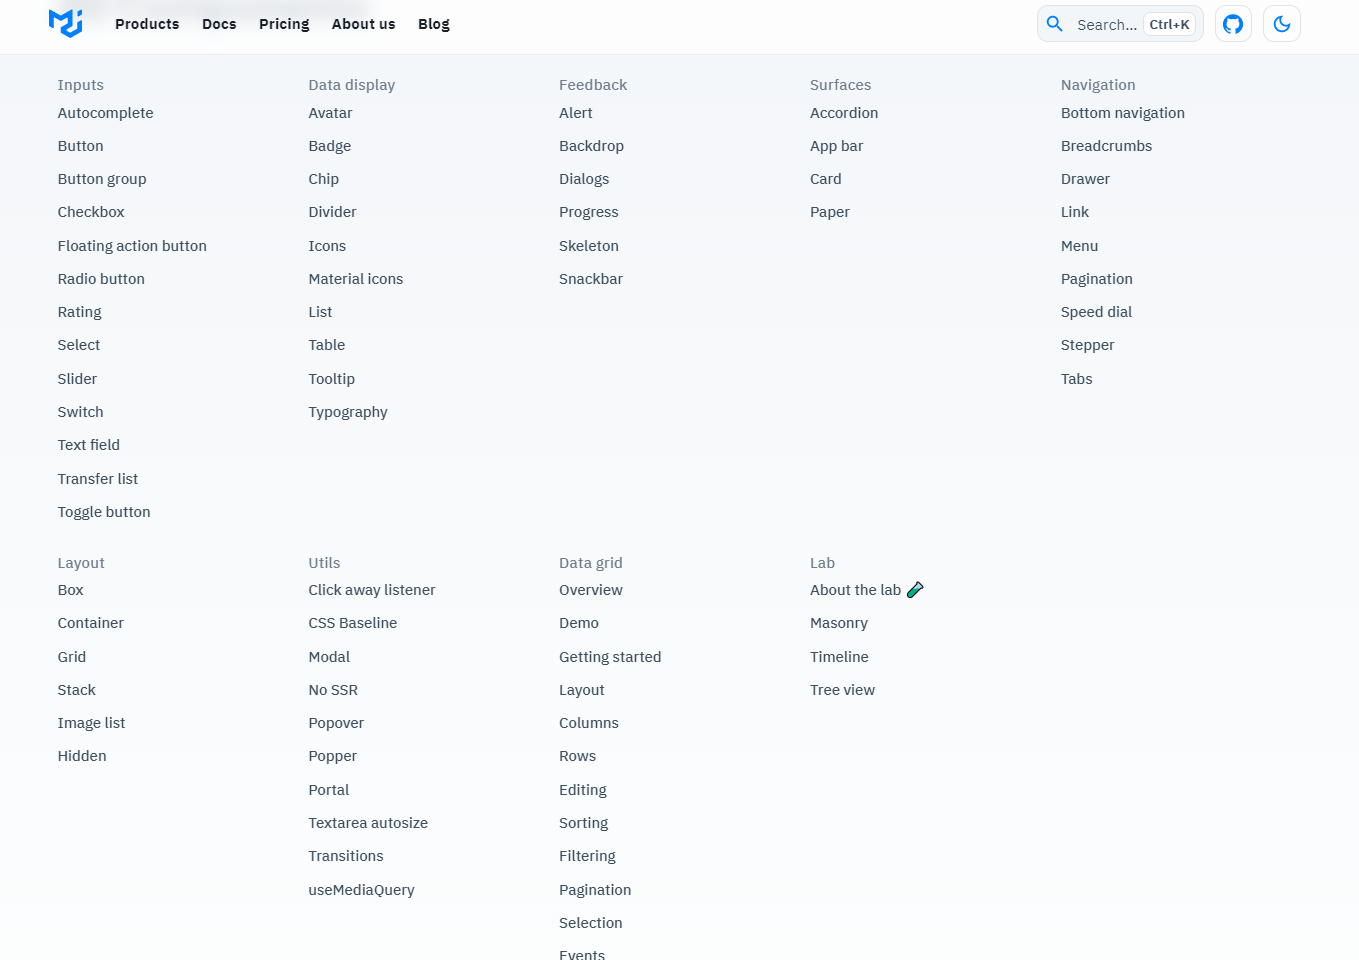 Products Docs Pricing About us Blog Search... Ctrl+K
Inputs
Autocomplete
Button
Button group
Checkbox
Floating action button
Radio button
Rating
Select
Slider
Switch
Text field
Transfer list
Toggle button
Data display
Avatar
Badge
Chip
Divider
Icons
Material icons
List
Table
Tooltip
Typography
Feedback
Alert
Backdrop
Dialogs
Progress
Skeleton
Snackbar
Surfaces
Accordion
App bar
Card
Paper
Navigation
Bottom navigation
Breadcrumbs
Drawer
Link
Menu
Pagination
Speed dial
Stepper
Tabs
Layout
Box
Container
Grid
Stack
Image list
Hidden
Utils
Click away listener
CSS Baseline
Modal
No SSR
Popover
Popper
Portal
Textarea autosize
Transitions
useMediaQuery
Data grid
Overview
Demo
Getting started
Layout
Columns
Rows
Editing
Sorting
Filtering
Pagination
Selection
Events
Lab
About the lab
Masonry
Timeline
Tree view